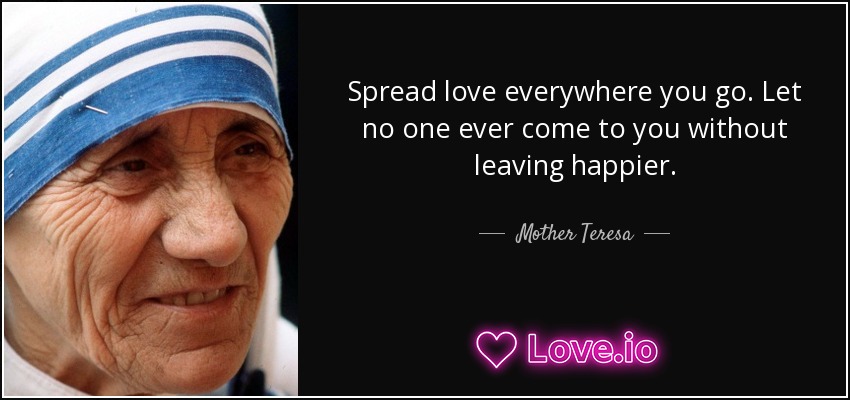 Spread love everywhere you go. Let
no one ever come to you without
leaving happier.
Mother Teresa
Love.io